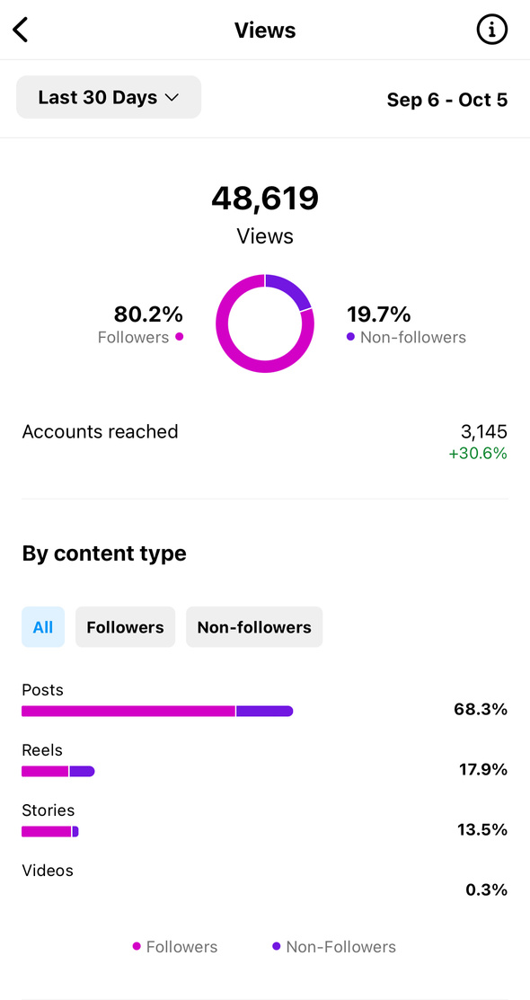 Views
Last 30 Days
Sep 6 - Oct 5
48,619
Views
80.2%
Followers
19.7%
Non-followers
Accounts reached
3,145
+30.6%
By content type
All
Followers
Non-followers
Posts
68.3%
Reels
17.9%
Stories
13.5%
Videos
0.3%
Followers
Non-Followers